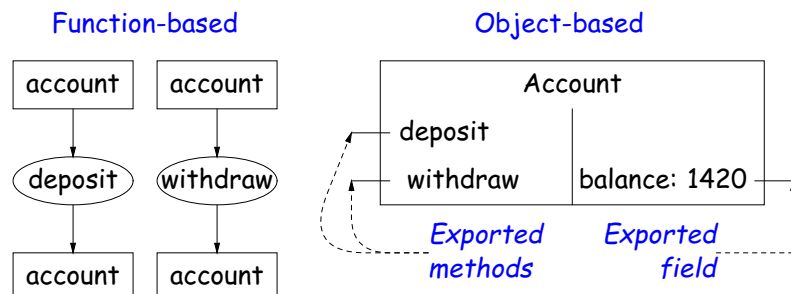 Function-based
Object-based
account account
deposit withdraw
account account
Account
deposit
withdraw
balance: 1420
Exported
methods
Exported
field